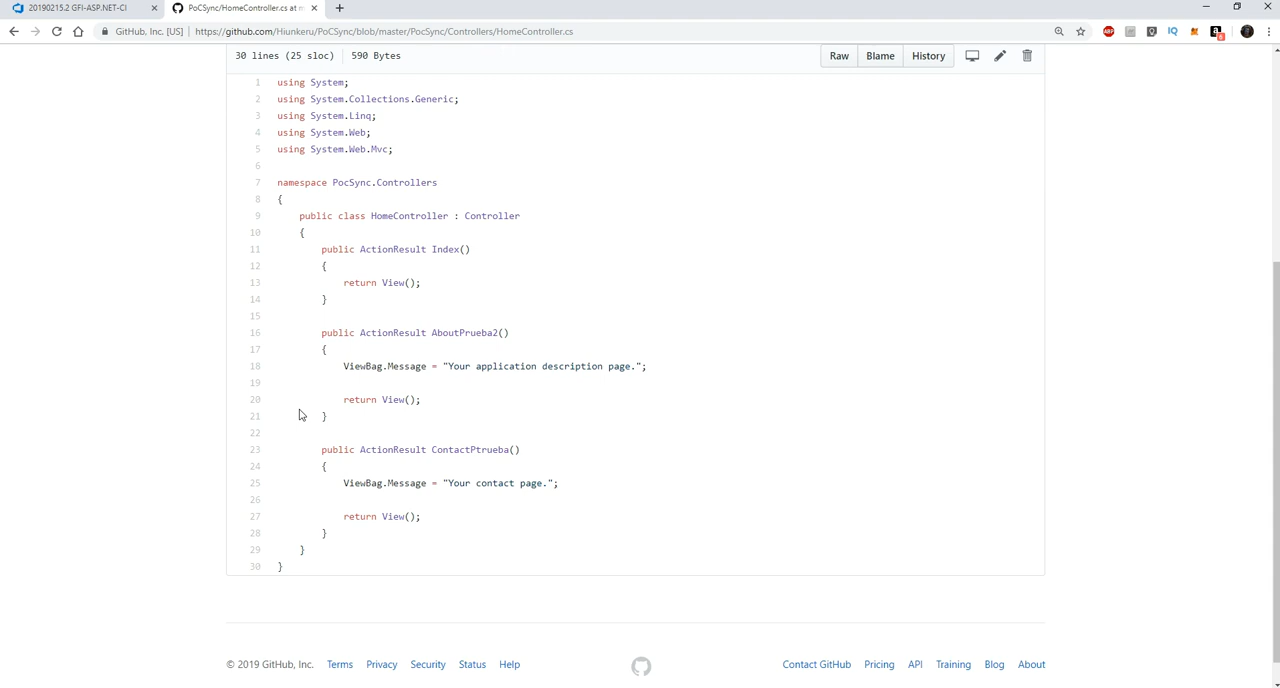 20190215.2 GFI-ASP.NET-CI
PoCSync/HomeController.cs at m
GitHub, Inc. [US] | https://github.com/Hiunkeru/PoCSync/blob/master/PocSync/Controllers/HomeController.cs
ABP
IQ
a
6
30 lines (25 sloc) 590 Bytes
Raw Blame History
1 using System;
2 using System.Collections.Generic;
3 using System.Linq;
4 using System.Web;
5 using System.Web.Mvc;
6
7 namespace PocSync.Controllers
8 {
9 public class HomeController : Controller
10 {
11 public ActionResult Index()
12 {
13 return View();
14 }
15
16 public ActionResult AboutPrueba2()
17 {
18 ViewBag.Message = "Your application description page.";
19
20 return View();
21 }
22
23 public ActionResult ContactPtrueba()
24 {
25 ViewBag.Message = "Your contact page.";
26
27 return View();
28 }
29 }
30 }
© 2019 GitHub, Inc. Terms Privacy Security Status Help
Contact GitHub Pricing API Training Blog About